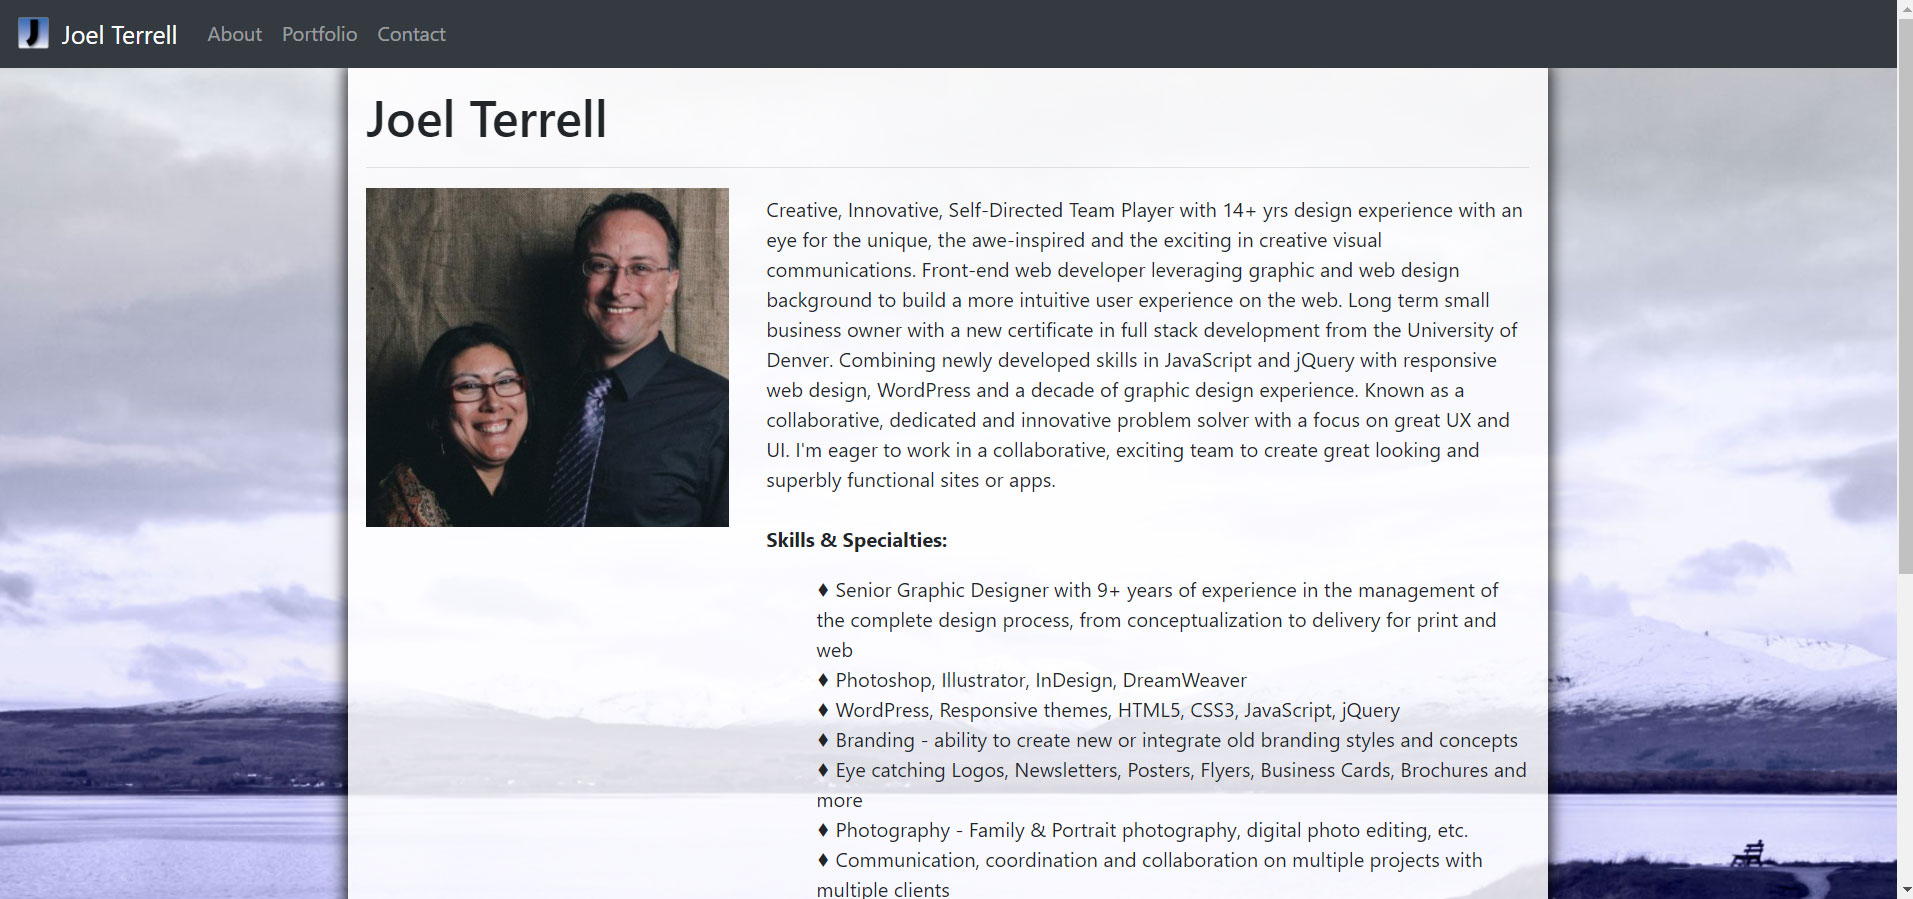 Joel Terrell About Portfolio Contact
Joel Terrell
Creative, Innovative, Self-Directed Team Player with 14+ yrs design experience with an
eye for the unique, the awe-inspired and the exciting in creative visual
communications. Front-end web developer leveraging graphic and web design
background to build a more intuitive user experience on the web. Long term small
business owner with a new certificate in full stack development from the University of
Denver. Combining newly developed skills in JavaScript and jQuery with responsive
web design, WordPress and a decade of graphic design experience. Known as a
collaborative, dedicated and innovative problem solver with a focus on great UX and
UI. I'm eager to work in a collaborative, exciting team to create great looking and
superbly functional sites or apps.
Skills & Specialties:
♦ Senior Graphic Designer with 9+ years of experience in the management of
the complete design process, from conceptualization to delivery for print and
web
♦ Photoshop, Illustrator, InDesign, DreamWeaver
♦ WordPress, Responsive themes, HTML5, CSS3, JavaScript, jQuery
♦ Branding - ability to create new or integrate old branding styles and concepts
♦ Eye catching Logos, Newsletters, Posters, Flyers, Business Cards, Brochures and
more
♦ Photography - Family & Portrait photography, digital photo editing, etc.
♦ Communication, coordination and collaboration on multiple projects with
multiple clients